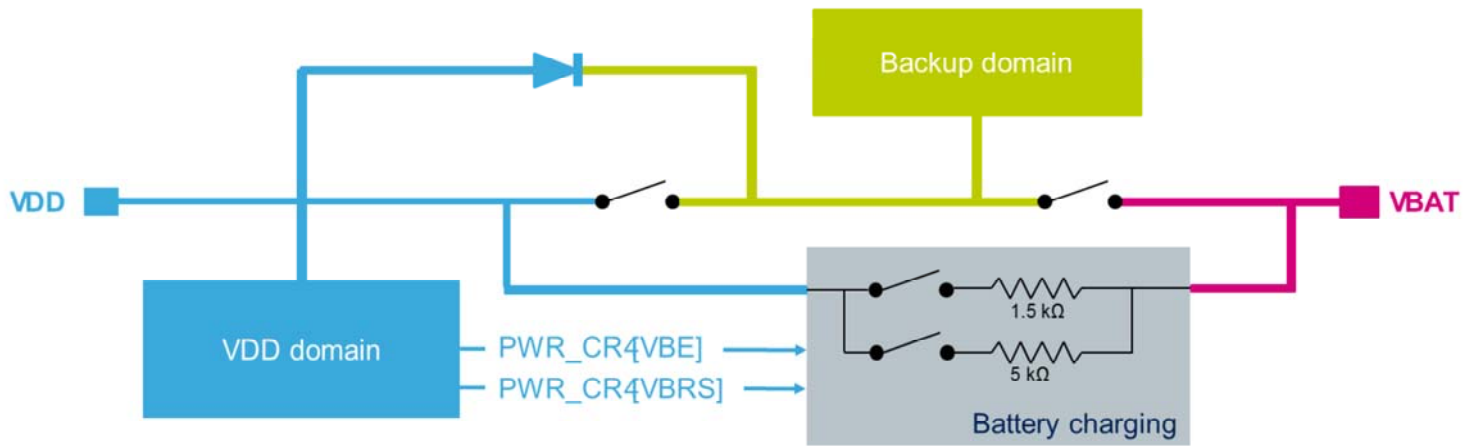 Backup domain
VDD
VBAT
1.5 kΩ
VDD domain
PWR_CR4[VBE]
5 kΩ
PWR_CR4[VBRS]
Battery charging